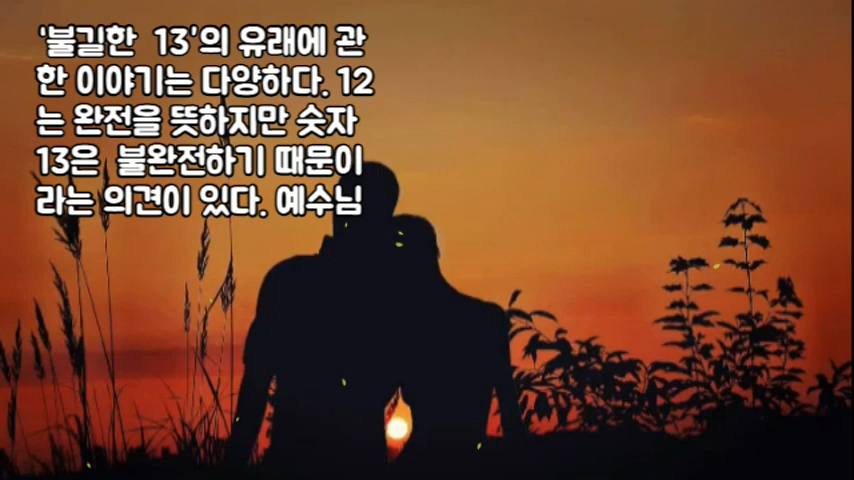 '불길한 13'의 유래에 관
한 이야기는 다양하다. 12
는 완전을 뜻하지만 숫자
13은 불완전하기 때문이
라는 의견이 있다. 예수님